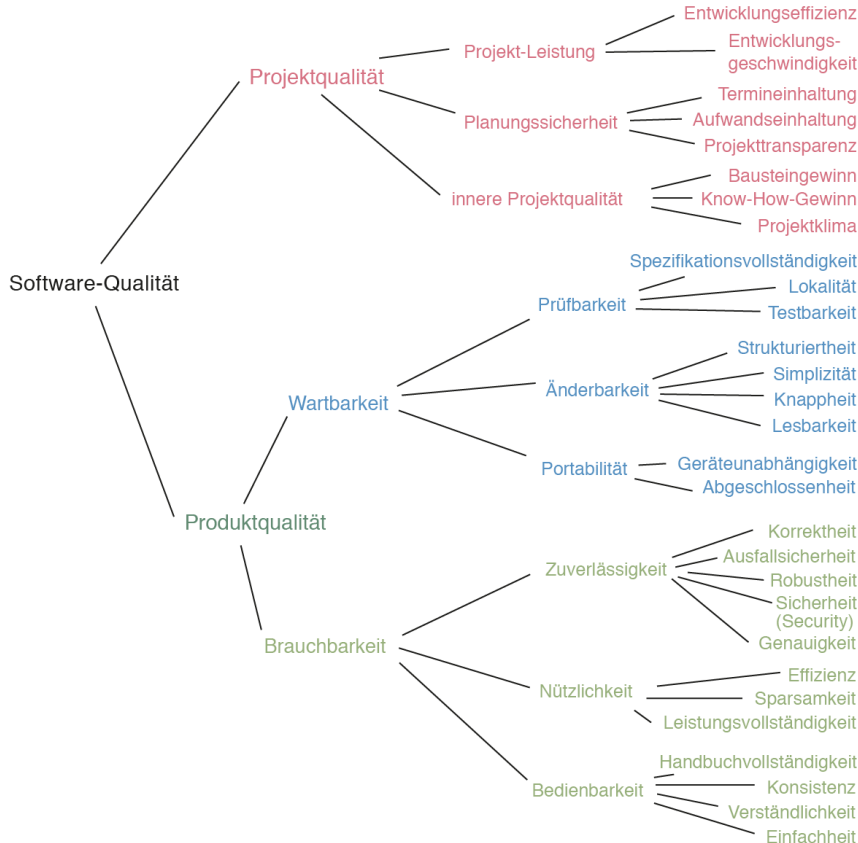 Entwicklungseffizienz
Projekt-Leistung
Entwicklungs-
geschwindigkeit
Projektqualität
Termineinhaltung
Planungssicherheit
Aufwandseinhaltung
Projekttransparenz
Bausteingewinn
innere Projektqualität
Know-How-Gewinn
Projektklima
Software-Qualität
Spezifikationsvollständigkeit
Prüfbarkeit
Lokalität
Testbarkeit
Strukturiertheit
Wartbarkeit
Änderbarkeit
Simplizität
Knappheit
Lesbarkeit
Portabilität
Geräteunabhängigkeit
Abgeschlossenheit
Produktqualität
Korrektheit
Zuverlässigkeit
Ausfallsicherheit
Robustheit
Sicherheit
(Security)
Genauigkeit
Brauchbarkeit
Effizienz
Nützlichkeit
Sparsamkeit
Leistungsvollständigkeit
Handbuchvollständigkeit
Bedienbarkeit
Konsistenz
Verständlichkeit
Einfachheit